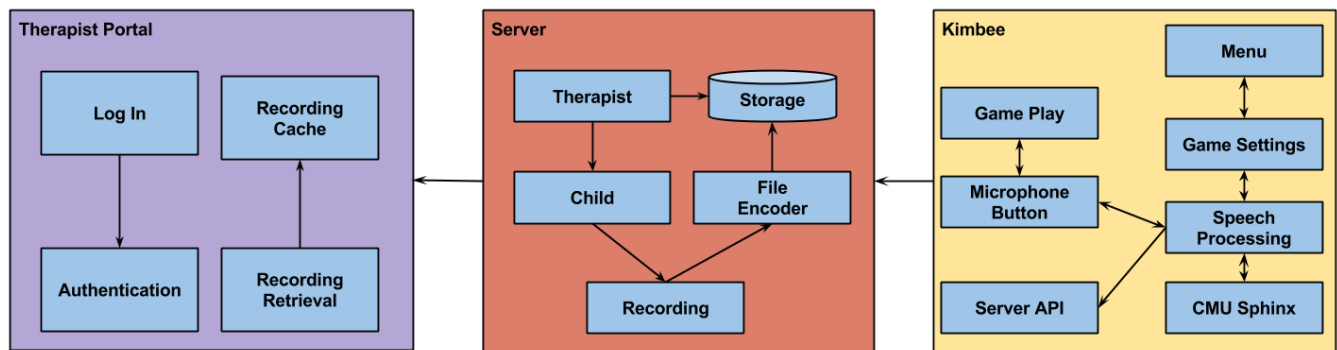 Therapist Portal
Log In
Recording
Cache
Authentication
Recording
Retrieval
Server
Therapist
Storage
Child
File
Encoder
Recording
Kimbee
Menu
Game Play
Game Settings
Microphone
Button
Speech
Processing
Server API
CMU Sphinx